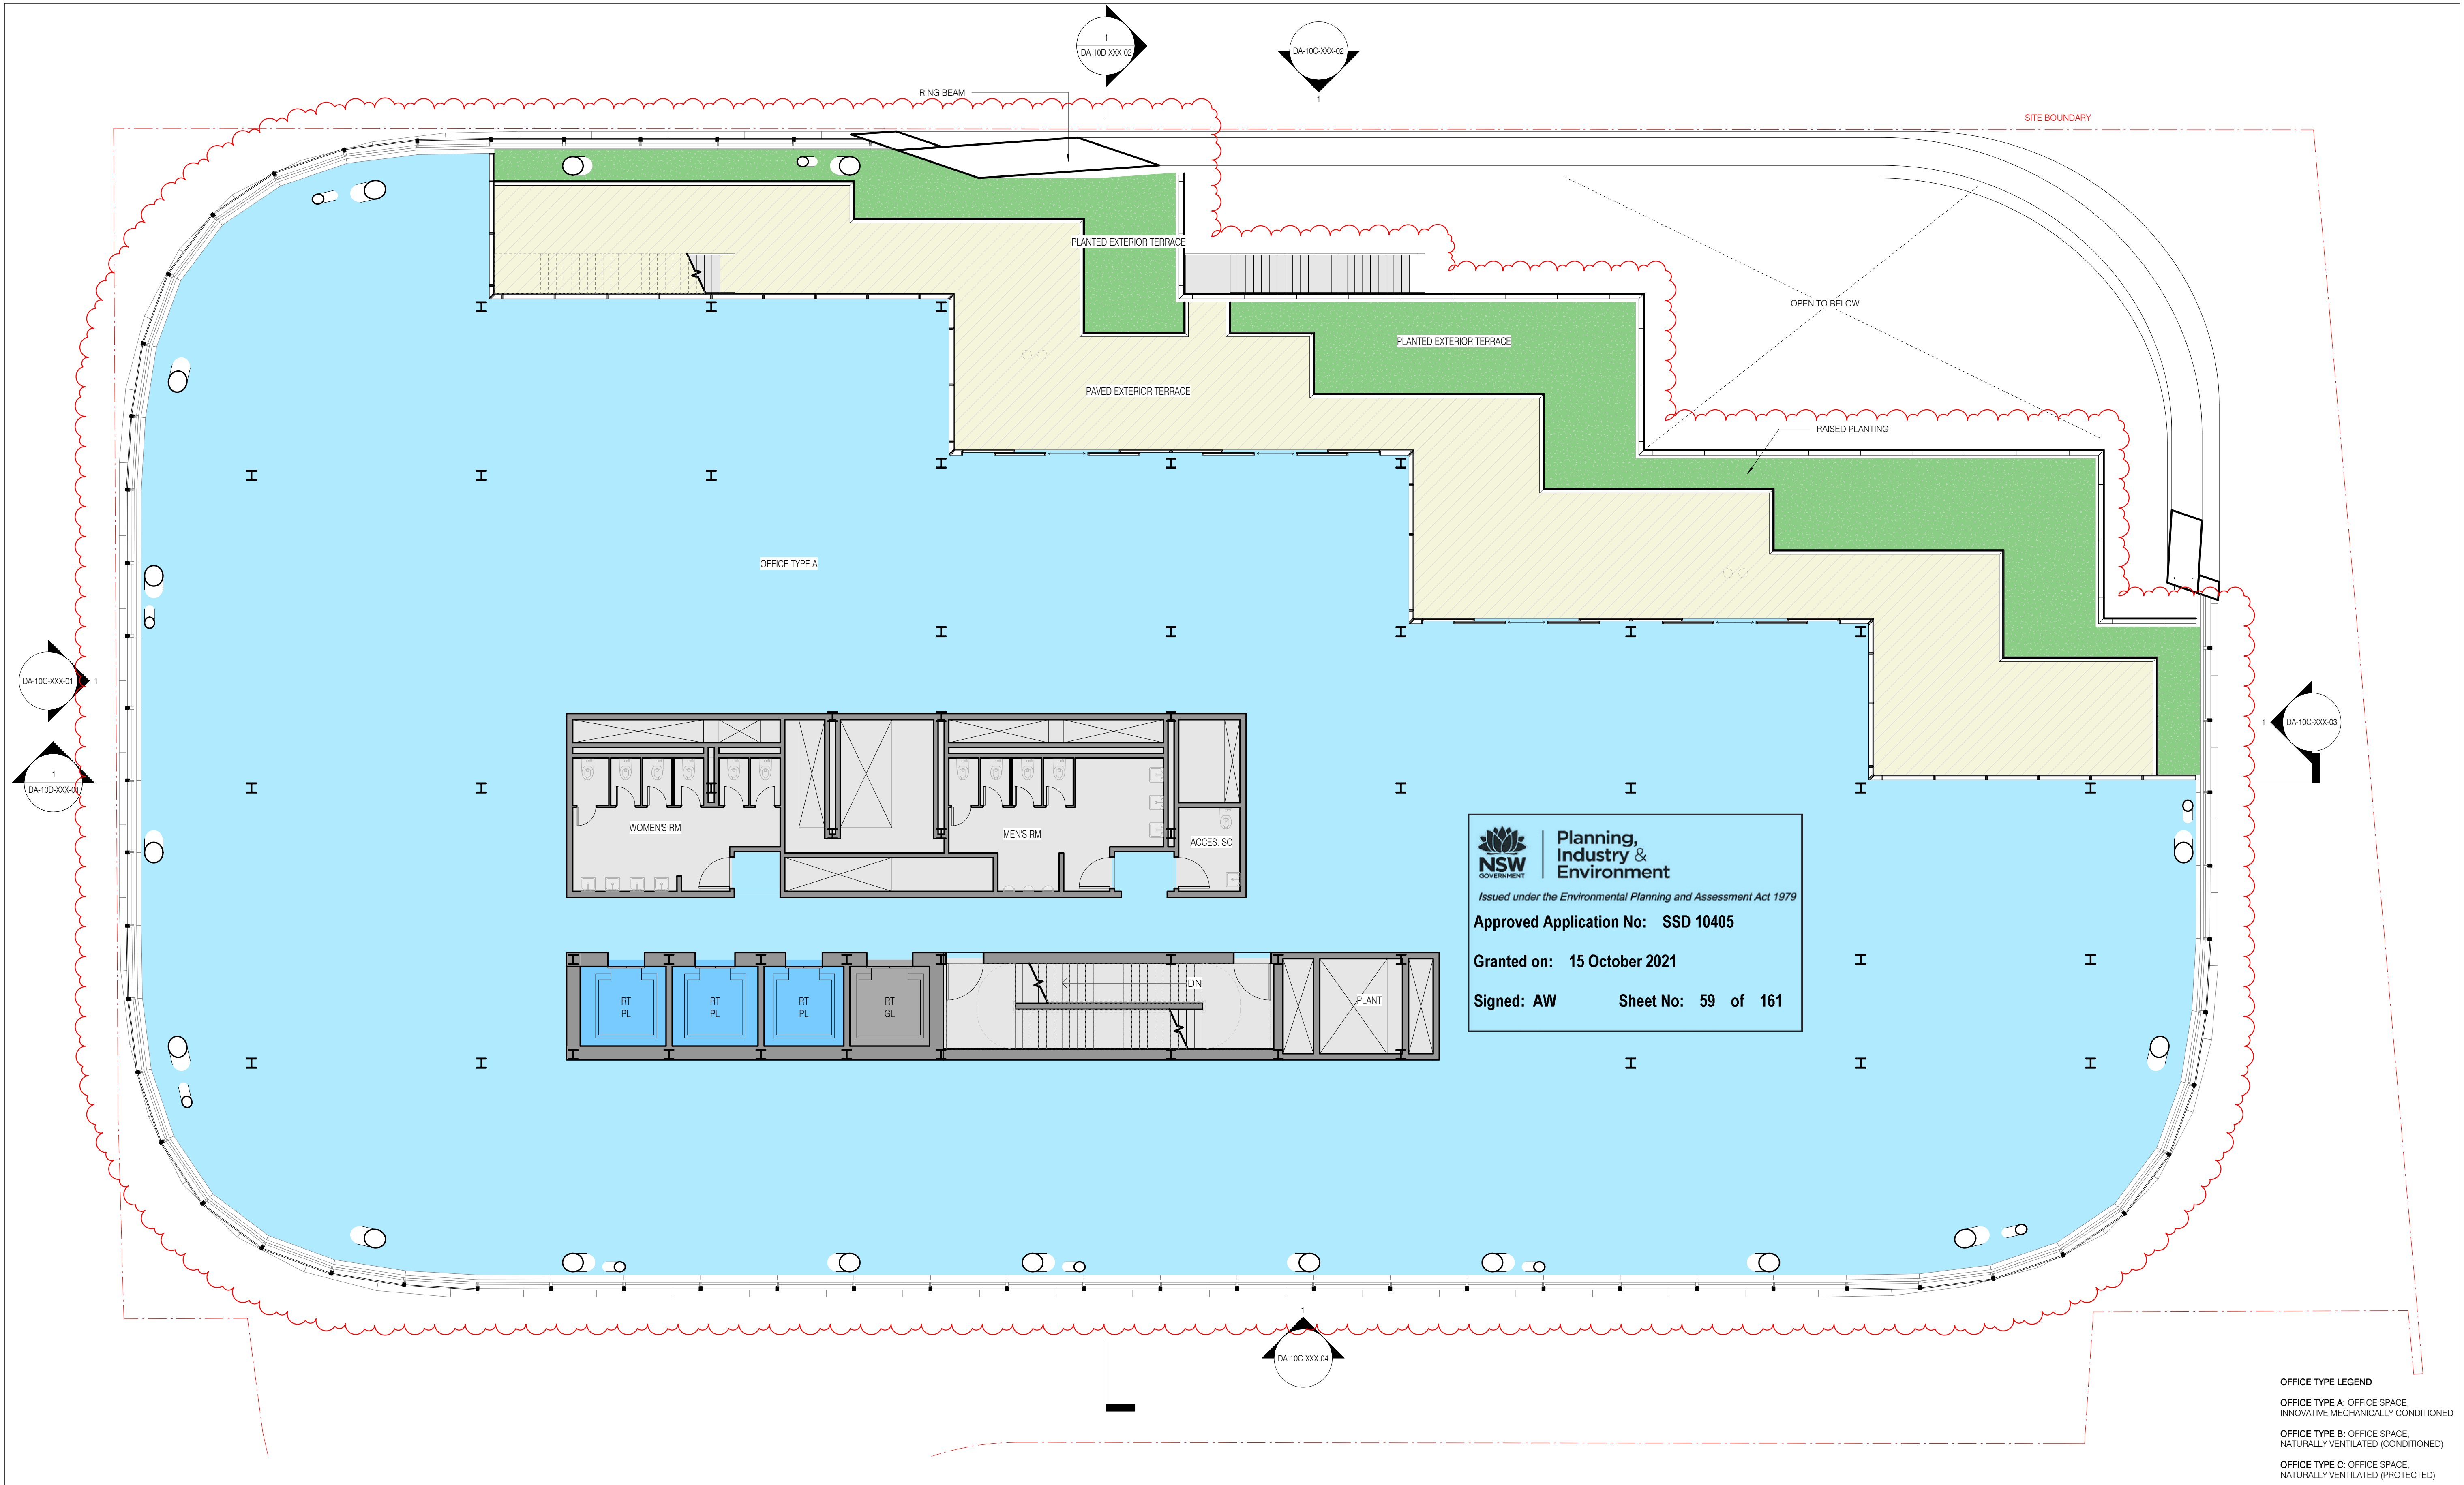 1
DA-10D-XXX-02
DA-10C-XXX-02
1
RING BEAM
SITE BOUNDARY
PLANTED EXTERIOR TERRACE
OPEN TO BELOW
PLANTED EXTERIOR TERRACE
PAVED EXTERIOR TERRACE
RAISED PLANTING
OFFICE TYPE A
DA-10C-XXX-01
1
1
DA-10D-XXX-01
1
DA-10C-XXX-03
WOMEN'S RM
MEN'S RM
ACCES. SC
NSW
GOVERNMENT
Planning,
Industry &
Environment
Issued under the Environmental Planning and Assessment Act 1979
Approved Application No: SSD 10405
Granted on: 15 October 2021
Signed: AW Sheet No: 59 of 161
RT
PL
RT
PL
RT
PL
RT
GL
DN
PLANT
1
DA-10C-XXX-04
OFFICE TYPE LEGEND
OFFICE TYPE A: OFFICE SPACE,
INNOVATIVE MECHANICALLY CONDITIONED
OFFICE TYPE B: OFFICE SPACE,
NATURALLY VENTILATED (CONDITIONED)
OFFICE TYPE C: OFFICE SPACE,
NATURALLY VENTILATED (PROTECTED)